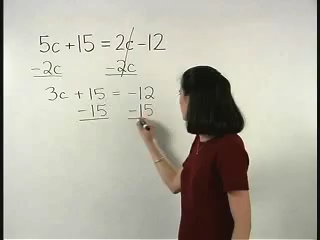 5c + 15 = 2c - 12
-2c -2c
3c + 15 = -12
-15 -15